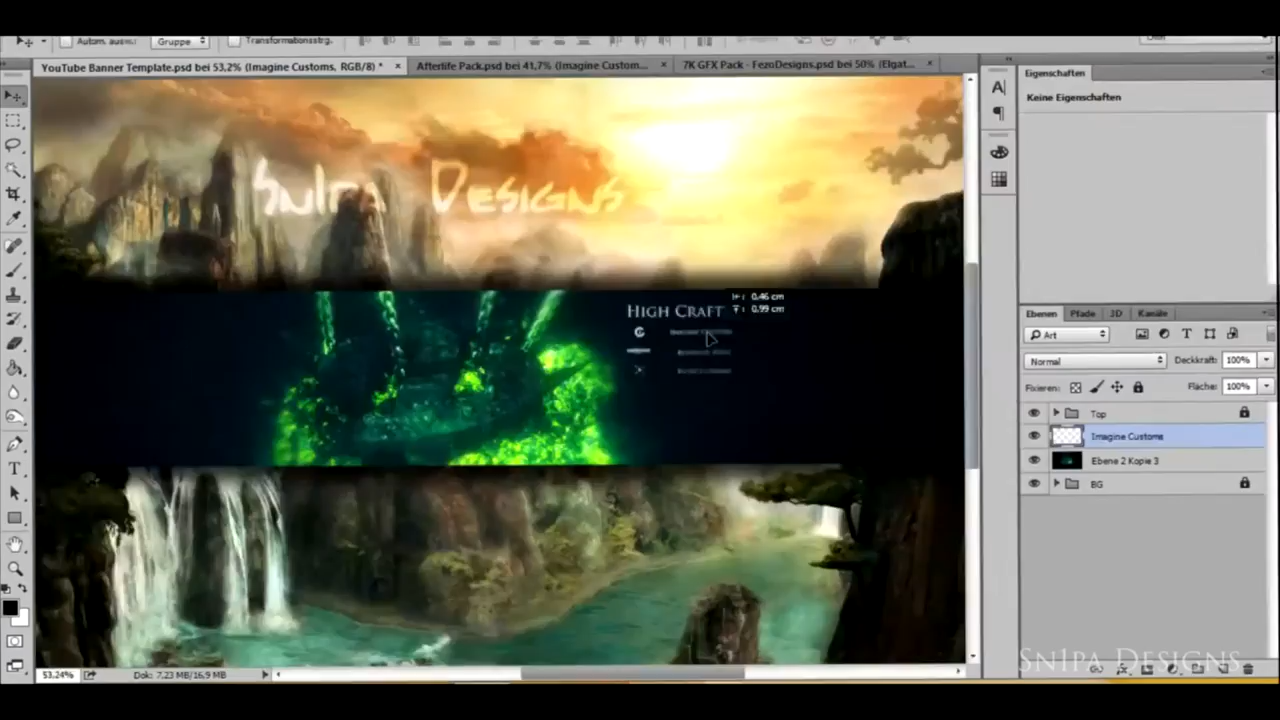 Autom. ausw.:
Gruppe
Transformationsstrg.
YouTube Banner Template.psd bei 53,2% (Imagine Customs, RGB/8) *
Afterlife Pack.psd bei 41,7% (Imagine Custom...
7K GFX Pack - FezoDesigns.psd bei 50% (Elgat...
Eigenschaften
Keine Eigenschaften
Sn1pa Designs
High Craft
0,46 cm
0,99 cm
Ebenen
Pfade
3D
Kanäle
Art
Normal
Deckkraft: 100%
Fixieren:
Fläche: 100%
Top
Imagine Customs
Ebene 2 Kopie 3
BG
53,24%
Dok: 7,23 MB/16,9 MB
Sn1pa Designs